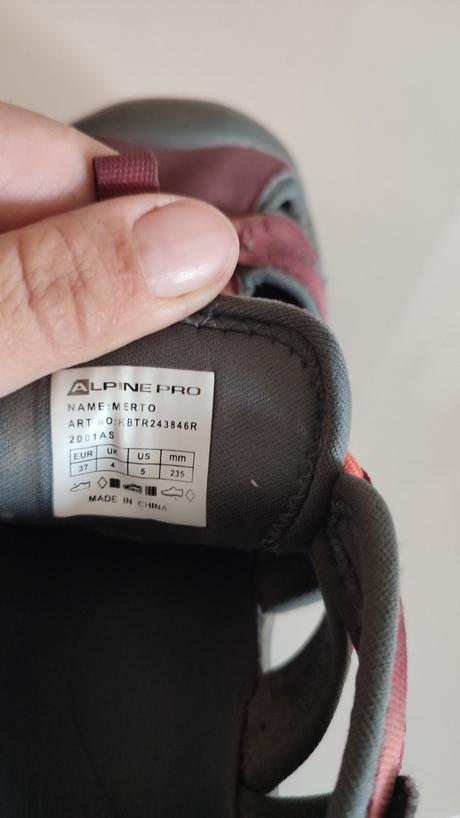 ALPINE PRO
NAME:MERTO
ART NO:KBTR243846R
2001AS
EUR UK US mm
37 4 5 235
MADE IN CHINA